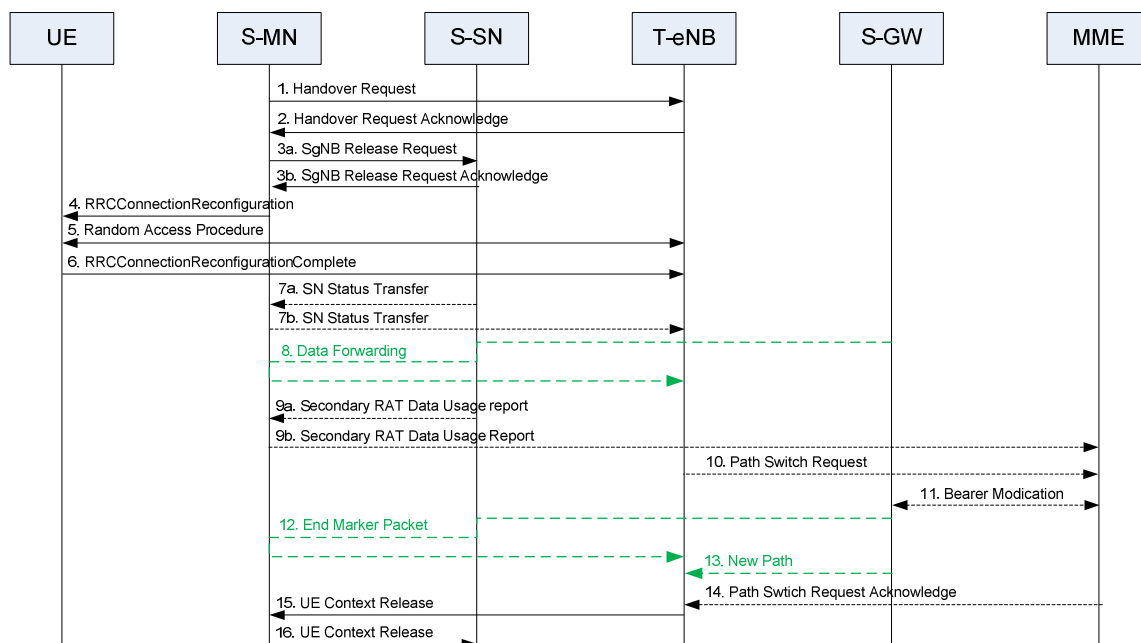 UE
S-MN
S-SN
T-eNB
S-GW
MME
1. Handover Request
2. Handover Request Acknowledge
3a. SgNB Release Request
3b. SgNB Release Request Acknowledge
4. RRCConnectionReconfiguration
5. Random Access Procedure
6. RRCConnectionReconfigurationComplete
7a. SN Status Transfer
7b. SN Status Transfer
8. Data Forwarding
9a. Secondary RAT Data Usage report
9b. Secondary RAT Data Usage Report
10. Path Switch Request
11. Bearer Modication
12. End Marker Packet
13. New Path
14. Path Swtich Request Acknowledge
15. UE Context Release
16. UE Context Release